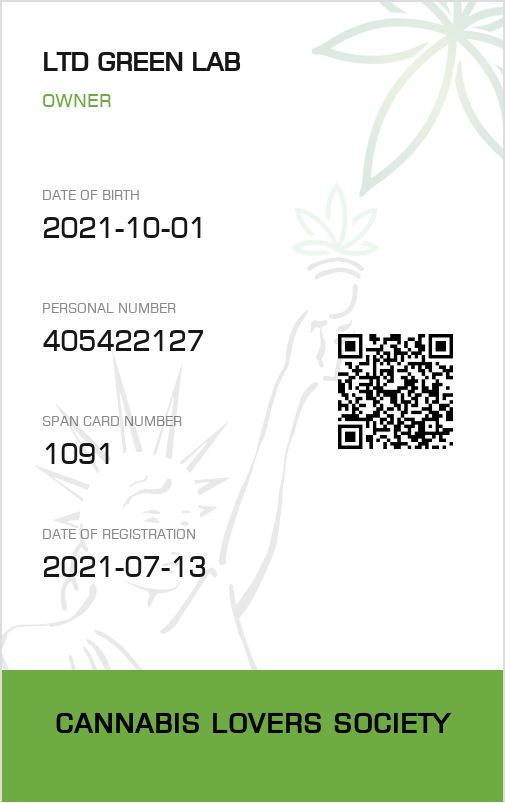 LTD GREEN LAB
OWNER
DATE OF BIRTH
2021-10-01
PERSONAL NUMBER
405422127
SPAN CARD NUMBER
1091
DATE OF REGISTRATION
2021-07-13
CANNABIS LOVERS SOCIETY